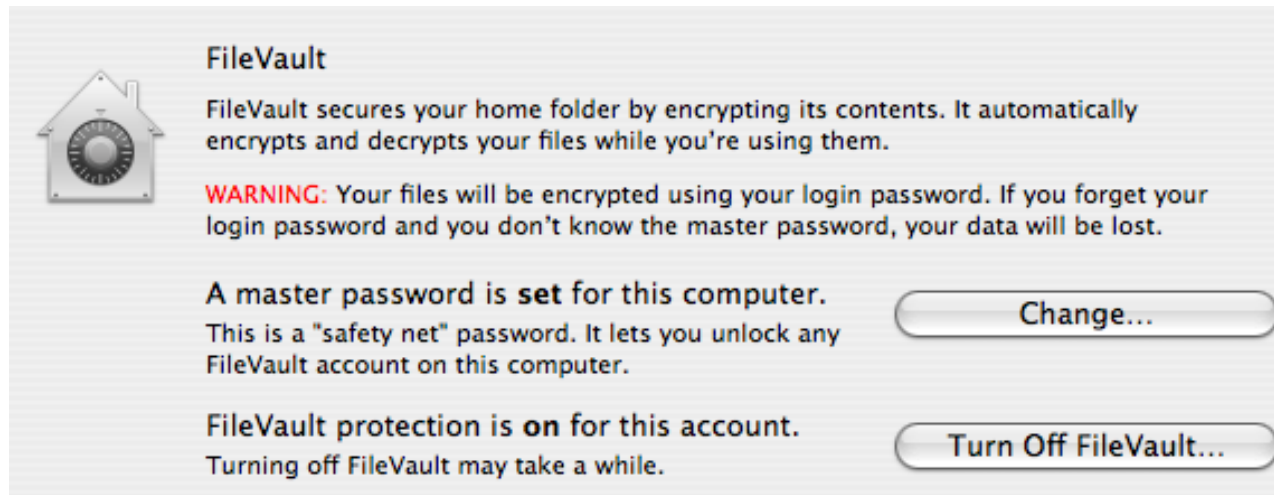 FileVault
FileVault secures your home folder by encrypting its contents. It automatically
encrypts and decrypts your files while you’re using them.
WARNING: Your files will be encrypted using your login password. If you forget your
login password and you don’t know the master password, your data will be lost.
A master password is set for this computer.
Change...
This is a "safety net" password. It lets you unlock any
FileVault account on this computer.
FileVault protection is on for this account.
Turn Off FileVault...
Turning off FileVault may take a while.